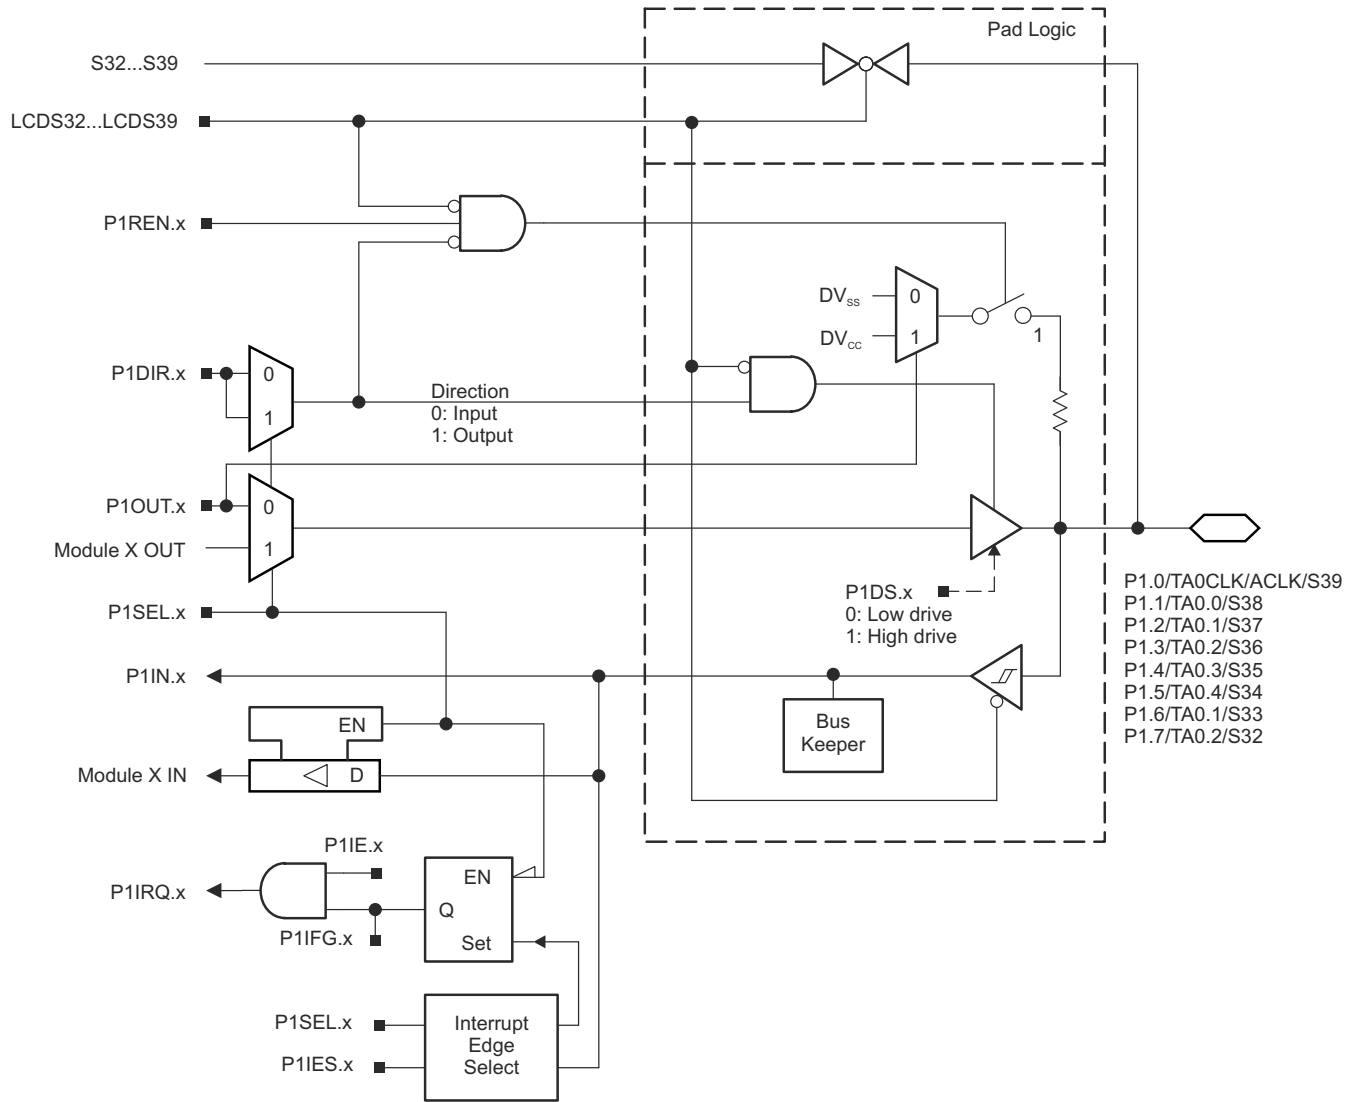 Pad Logic
S32...S39
LCDS32...LCDS39
P1REN.x
DVSS
0
DVCC
1
1
P1DIR.x
0
1
Direction
0: Input
1: Output
P1OUT.x
0
Module X OUT
1
P1DS.x
0: Low drive
1: High drive
P1SEL.x
P1.0/TA0CLK/ACLK/S39
P1.1/TA0.0/S38
P1.2/TA0.1/S37
P1.3/TA0.2/S36
P1.4/TA0.3/S35
P1.5/TA0.4/S34
P1.6/TA0.1/S33
P1.7/TA0.2/S32
P1IN.x
Bus
Keeper
EN
Module X IN
D
P1IE.x
P1IRQ.x
EN
Q
Set
P1IFG.x
P1SEL.x
P1IES.x
Interrupt
Edge
Select